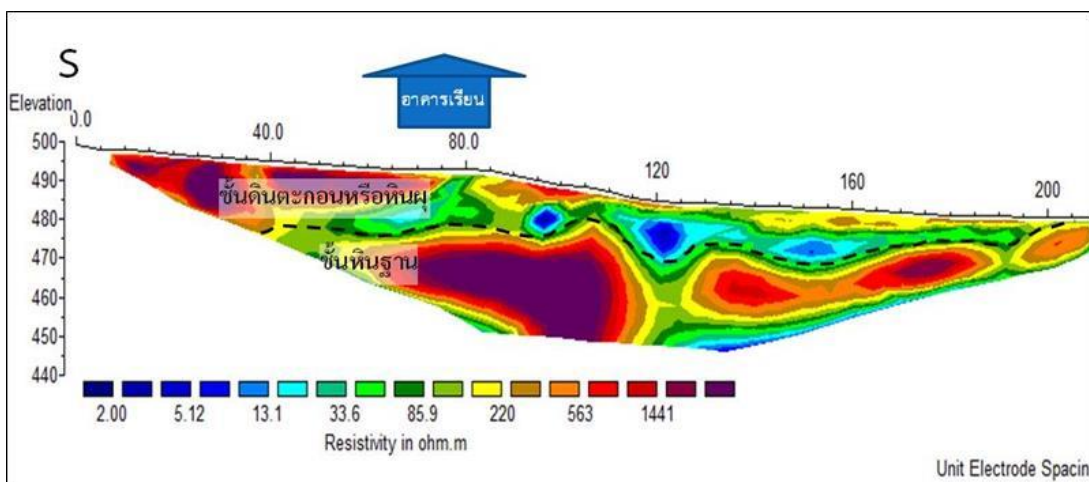 S
อาคารเรียน
Elevation
0.0
40.0
80.0
120
160
200
500
490
480
470
460
450
440
ชั้นดินตะกอนหรือหินผุ
ชั้นหินฐาน
2.00 5.12 13.1 33.6 85.9 220 563 1441
Resistivity in ohm.m
Unit Electrode Spacin